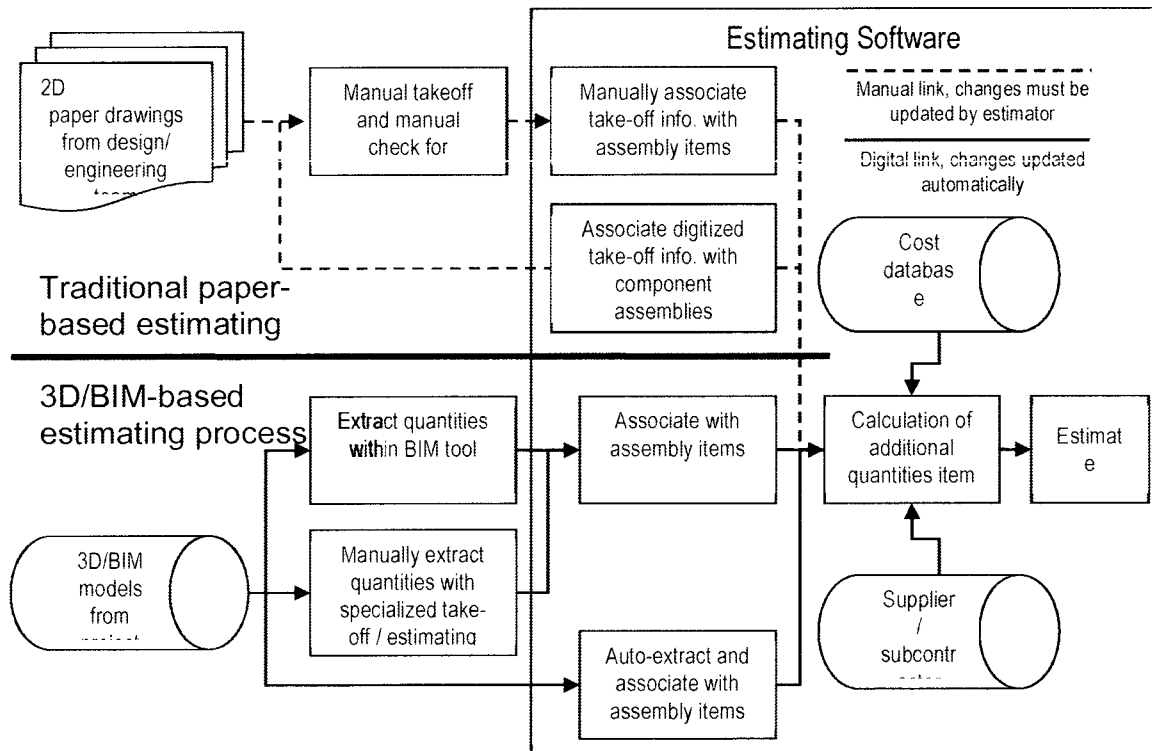 Estimating Software
2D
paper drawings
from design/
engineering
team
Manual takeoff
and manual
check for
Manually associate
take-off info. with
assembly items
Manual link, changes must be
updated by estimator
Digital link, changes updated
automatically
Associate digitized
take-off info. with
component
assemblies
Cost
databas
e
Traditional paper-
based estimating
3D/BIM-based
estimating process
Extract quantities
within BIM tool
Associate with
assembly items
Calculation of
additional
quantities item
Estimat
e
3D/BIM
models
from
project
Manually extract
quantities with
specialized take-
off / estimating
Supplier
/
subcontr
Auto-extract and
associate with
assembly items